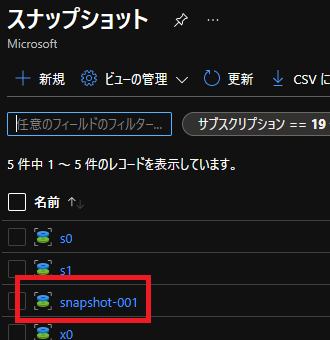 スナップショット
Microsoft
新規 ビューの管理 更新 CSV に
任意のフィールドのフィルター... サブスクリプション == 19
5 件中 1 ～ 5 件のレコードを表示しています。
名前 ↑↓
s0
s1
snapshot-001
x0